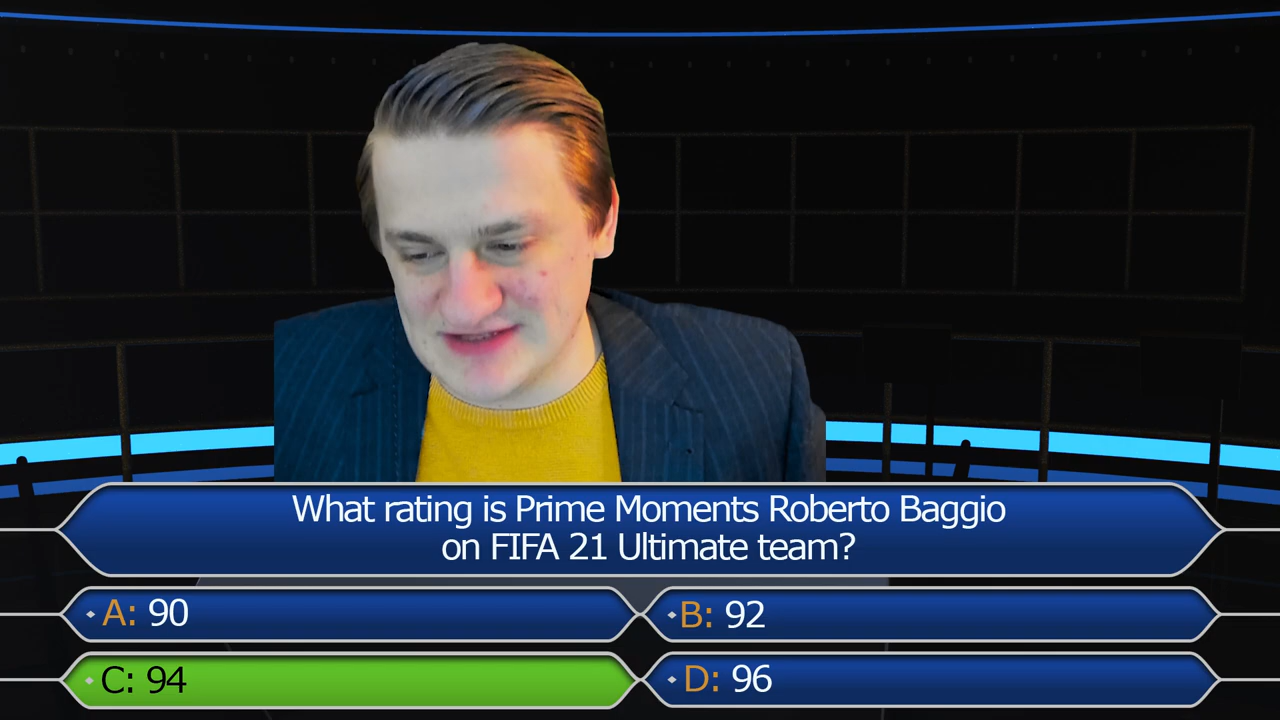 What rating is Prime Moments Roberto Baggio
on FIFA 21 Ultimate team?
A: 90
B: 92
C: 94
D: 96